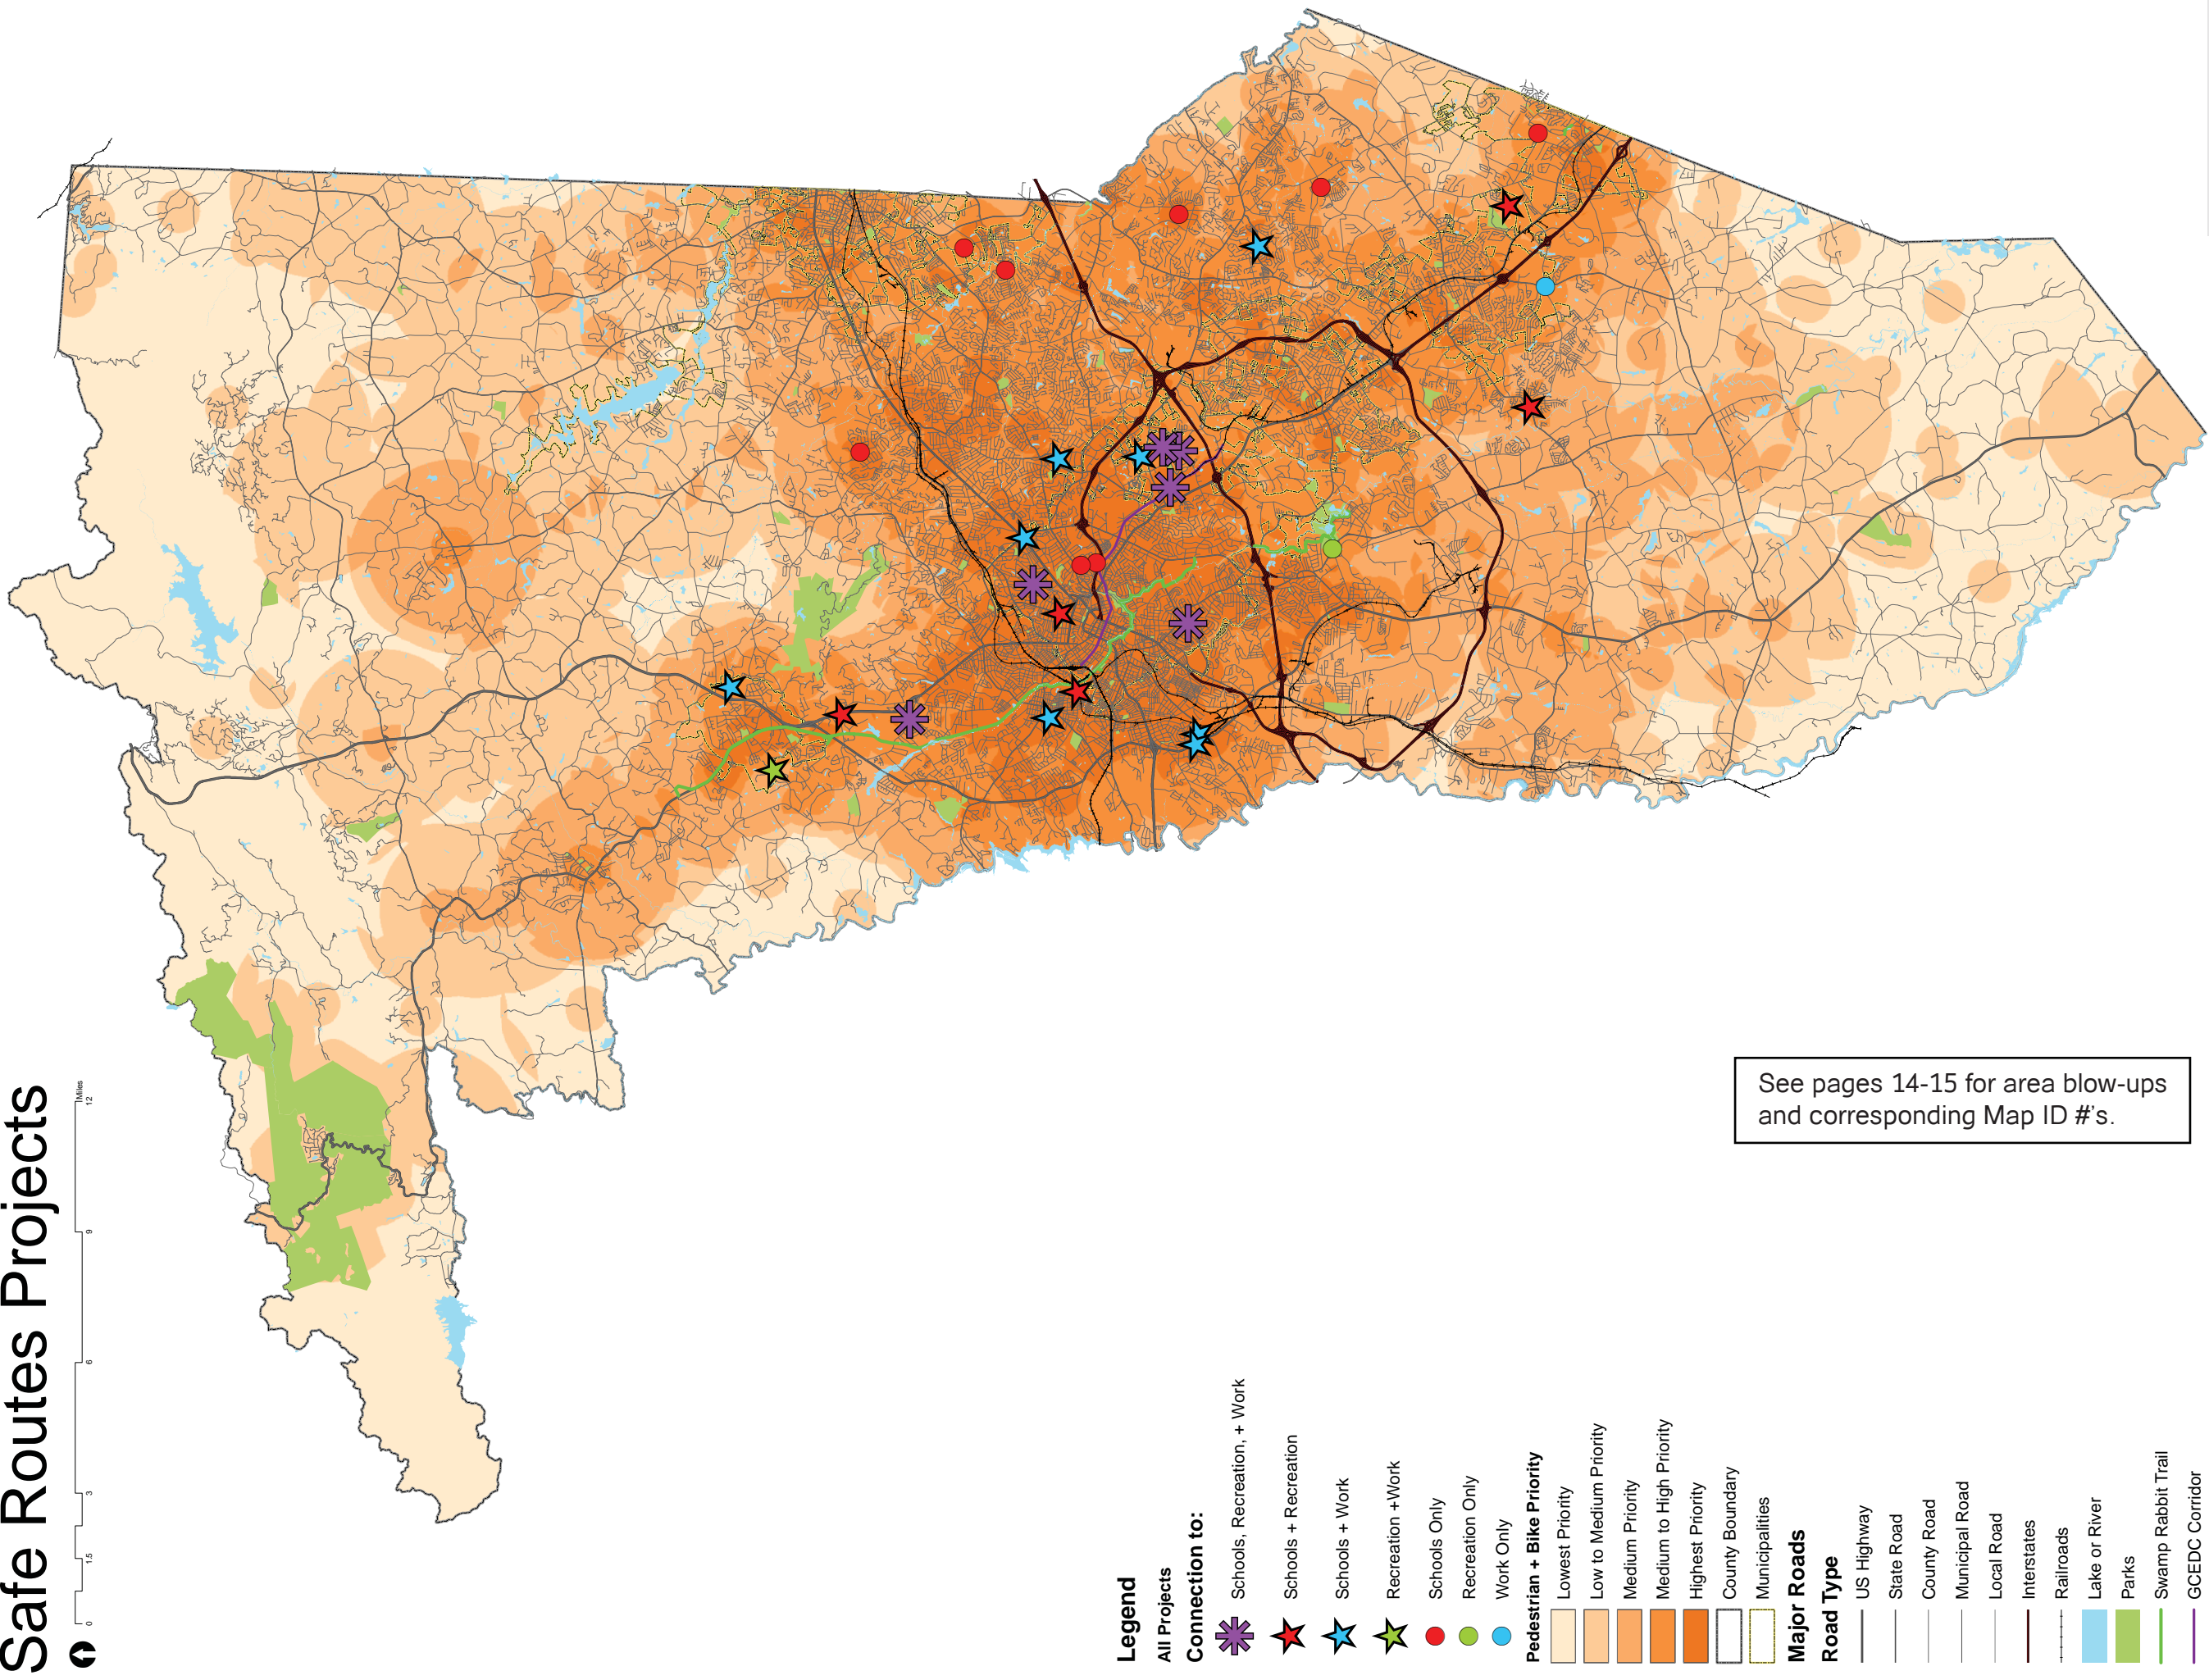 Safe Routes Projects
0 1.5 3 6 9 12
Miles
See pages 14-15 for area blow-ups
and corresponding Map ID #'s.
Legend
All Projects
Connection to:
Schools, Recreation, + Work
Schools + Recreation
Schools + Work
Recreation +Work
Schools Only
Recreation Only
Work Only
Pedestrian + Bike Priority
Lowest Priority
Low to Medium Priority
Medium Priority
Medium to High Priority
Highest Priority
County Boundary
Municipalities
Major Roads
Road Type
US Highway
State Road
County Road
Municipal Road
Local Road
Interstates
Railroads
Lake or River
Parks
Swamp Rabbit Trail
GCEDC Corridor